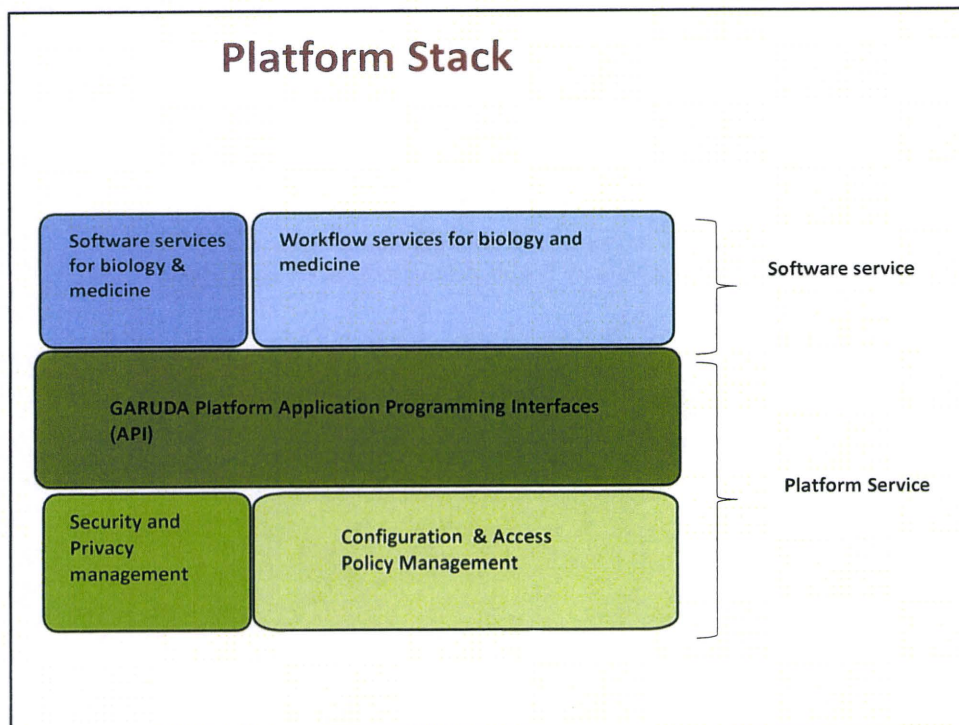 Platform Stack
Software services
for biology &
medicine
Workflow services for biology and
medicine
Software service
GARUDA Platform Application Programming Interfaces
(API)
Platform Service
Security and
Privacy
management
Configuration & Access
Policy Management